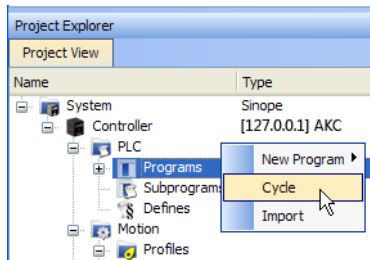 Project Explorer
Project View
Name Type
System Sinope
Controller [127.0.0.1] AKC
PLC
Programs New Program
Subprograms Cycle
Defines Import
Motion
Profiles